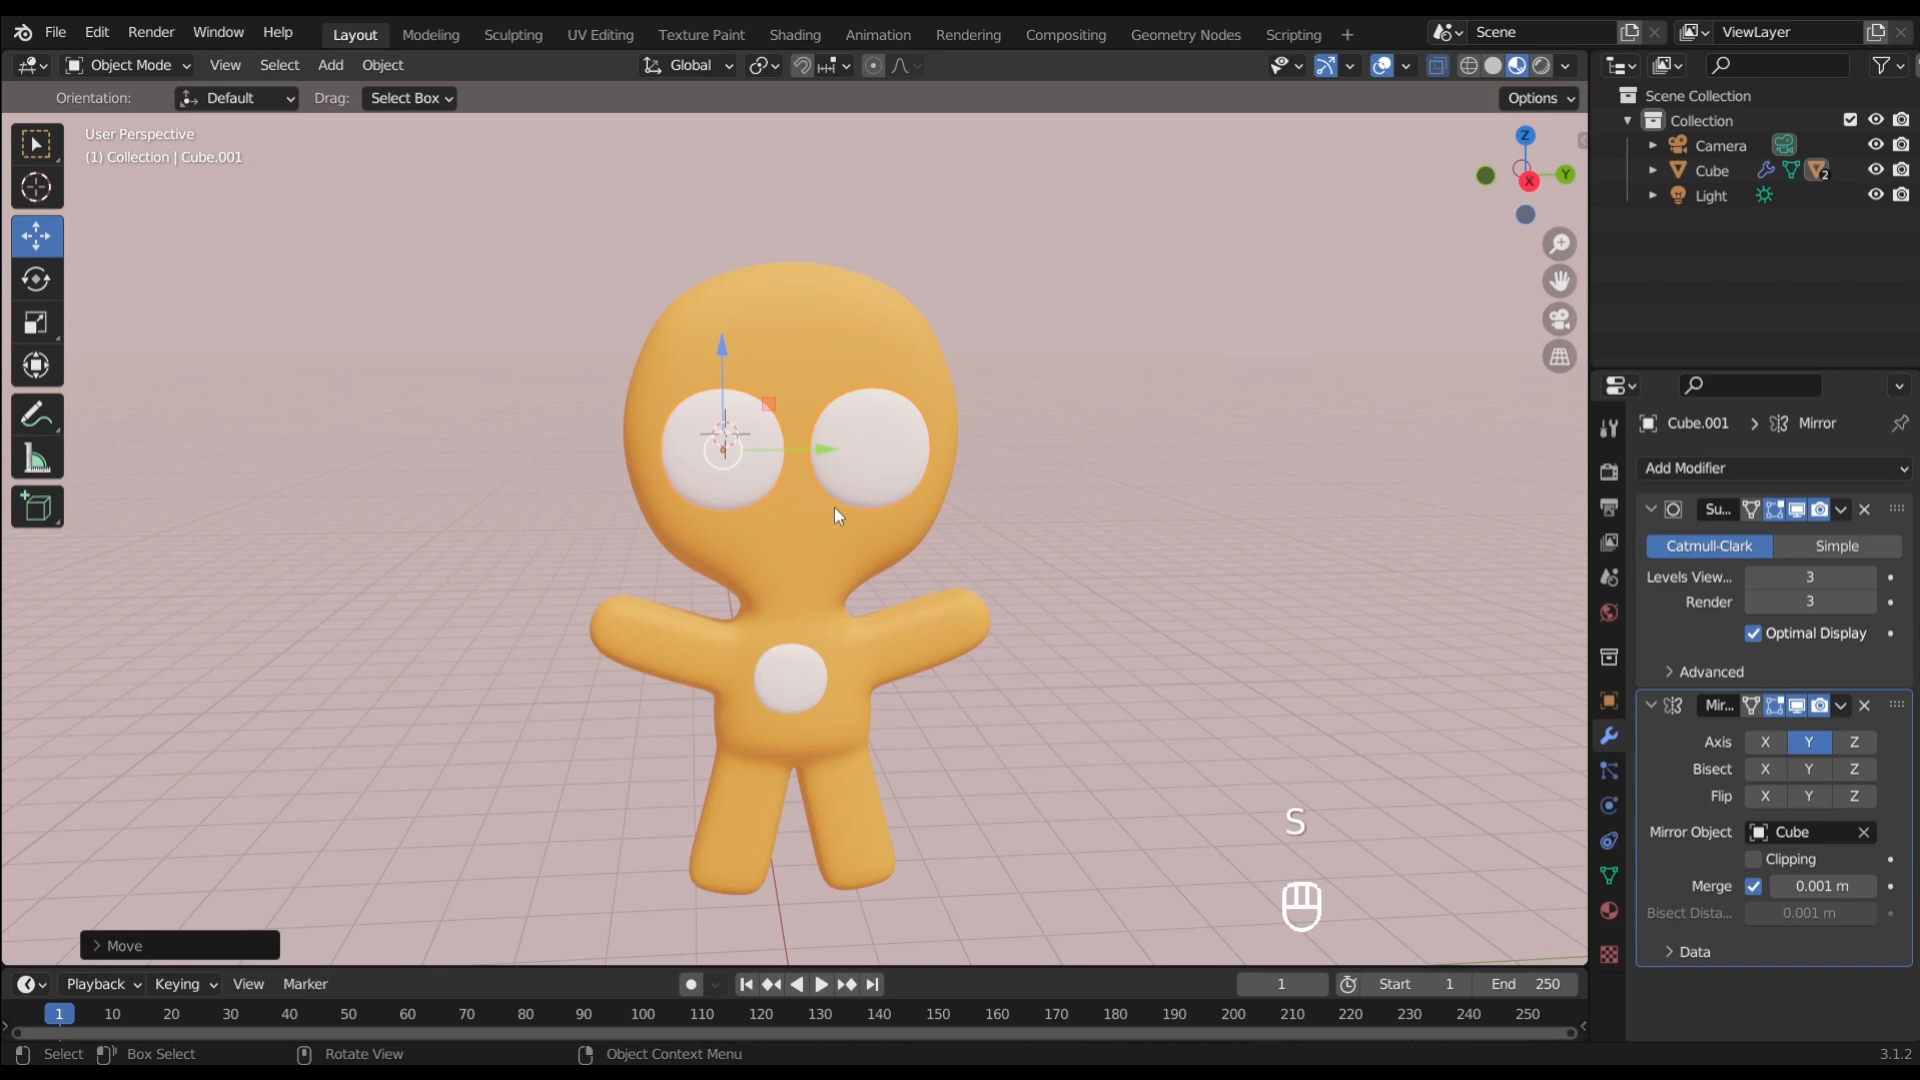 File Edit Render Window Help Layout Modeling Sculpting UV Editing Texture Paint Shading Animation Rendering Compositing Geometry Nodes Scripting + Scene ViewLayer
Object Mode View Select Add Object Global
Orientation: Default Drag: Select Box Options
User Perspective
(1) Collection | Cube.001
Z
Y
X
Scene Collection
Collection
Camera
Cube 2
Light
Cube.001 > Mirror
Add Modifier
Su...
Catmull-Clark Simple
Levels View... 3
Render 3
Optimal Display
Advanced
Mir...
Axis X Y Z
Bisect X Y Z
Flip X Y Z
Mirror Object Cube
Clipping
Merge 0.001 m
Bisect Dista... 0.001 m
Data
S
Move
Playback Keying View Marker 1 Start 1 End 250
1 10 20 30 40 50 60 70 80 90 100 110 120 130 140 150 160 170 180 190 200 210 220 230 240 250
Select Box Select Rotate View Object Context Menu 3.1.2